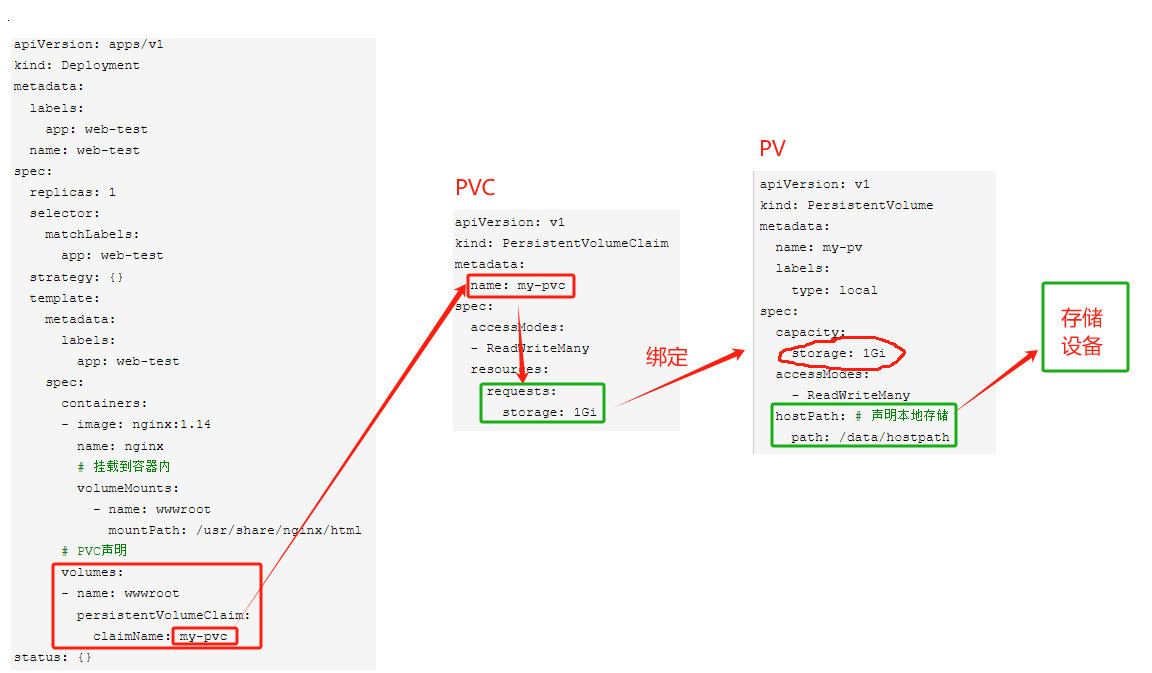 apiVersion: apps/v1
kind: Deployment
metadata:
  labels:
    app: web-test
  name: web-test
spec:
  replicas: 1
  selector:
    matchLabels:
      app: web-test
  strategy: {}
  template:
    metadata:
      labels:
        app: web-test
    spec:
      containers:
      - image: nginx:1.14
        name: nginx
        # 挂载到容器内
        volumeMounts:
          - name: wwwroot
            mountPath: /usr/share/nginx/html
      # PVC声明
      volumes:
      - name: wwwroot
        persistentVolumeClaim:
          claimName: my-pvc
status: {}
PVC
apiVersion: v1
kind: PersistentVolumeClaim
metadata:
  name: my-pvc
spec:
  accessModes:
  - ReadWriteMany
  resources:
    requests:
      storage: 1Gi
绑定
PV
apiVersion: v1
kind: PersistentVolume
metadata:
  name: my-pv
  labels:
    type: local
spec:
  capacity:
    storage: 1Gi
  accessModes:
    - ReadWriteMany
  hostPath: # 声明本地存储
    path: /data/hostpath
存储
设备